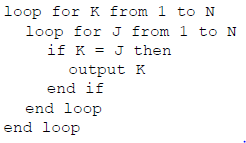 loop for K from 1 to N
  loop for J from 1 to N
    if K = J then
      output K
    end if
  end loop
end loop
.